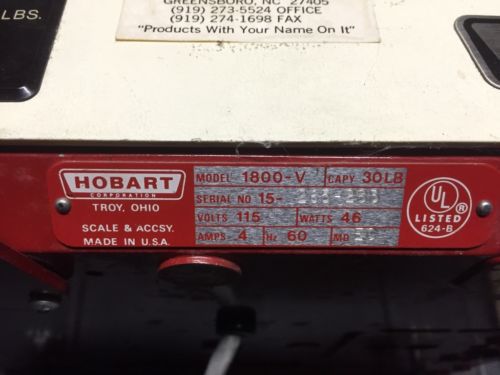 LBS.
GREENSBORO, NC 27405
(919) 273-5524 OFFICE
(919) 274-1698 FAX
"Products With Your Name On It"
HOBART
CORPORATION
TROY, OHIO
SCALE & ACCSY.
MADE IN U.S.A.
MODEL 1800-V CAPY 30LB
SERIAL NO 15-
VOLTS 115 WATTS 46
AMPS .4 Hz 60 MD
UL
LISTED
624-B